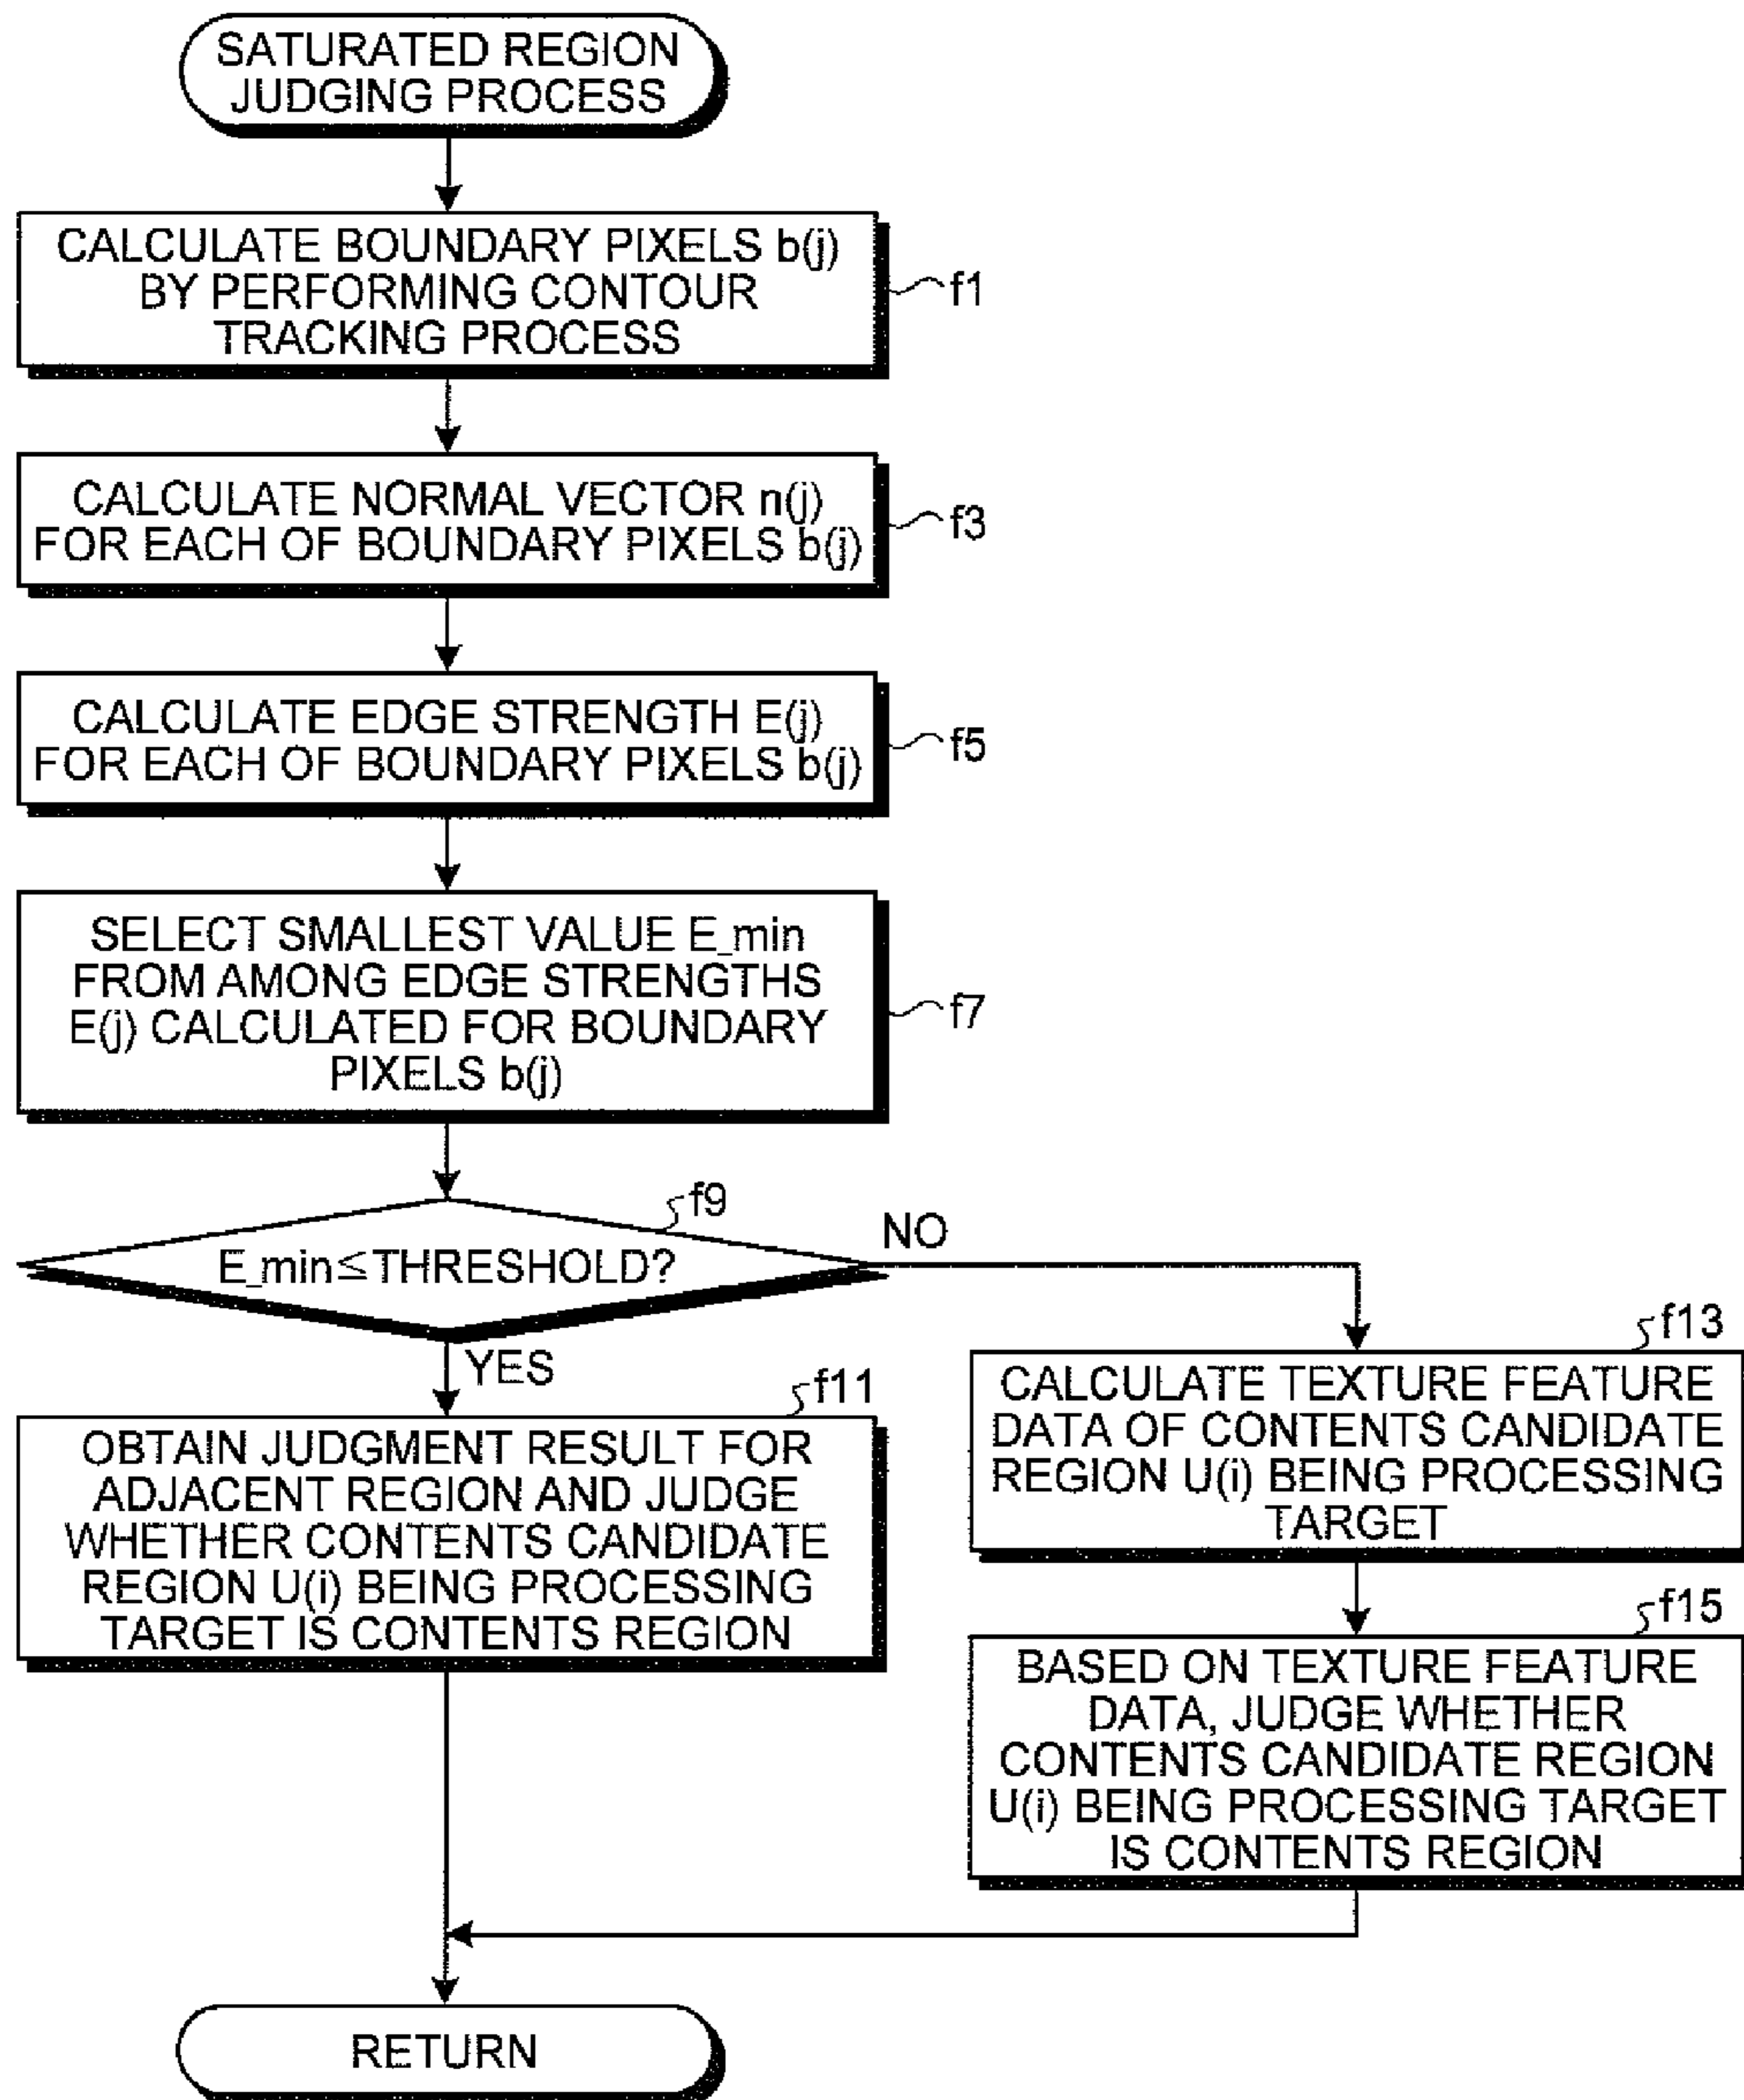 SATURATED REGION
JUDGING PROCESS
CALCULATE BOUNDARY PIXELS b(j)
BY PERFORMING CONTOUR
TRACKING PROCESS
f1
CALCULATE NORMAL VECTOR n(j)
FOR EACH OF BOUNDARY PIXELS b(j)
f3
CALCULATE EDGE STRENGTH E(j)
FOR EACH OF BOUNDARY PIXELS b(j)
f5
SELECT SMALLEST VALUE E_min
FROM AMONG EDGE STRENGTHS
E(j) CALCULATED FOR BOUNDARY
PIXELS b(j)
f7
f9
E_min≦THRESHOLD?
NO
YES
f11
OBTAIN JUDGMENT RESULT FOR
ADJACENT REGION AND JUDGE
WHETHER CONTENTS CANDIDATE
REGION U(i) BEING PROCESSING
TARGET IS CONTENTS REGION
f13
CALCULATE TEXTURE FEATURE
DATA OF CONTENTS CANDIDATE
REGION U(i) BEING PROCESSING
TARGET
f15
BASED ON TEXTURE FEATURE
DATA, JUDGE WHETHER
CONTENTS CANDIDATE REGION
U(i) BEING PROCESSING TARGET
IS CONTENTS REGION
RETURN